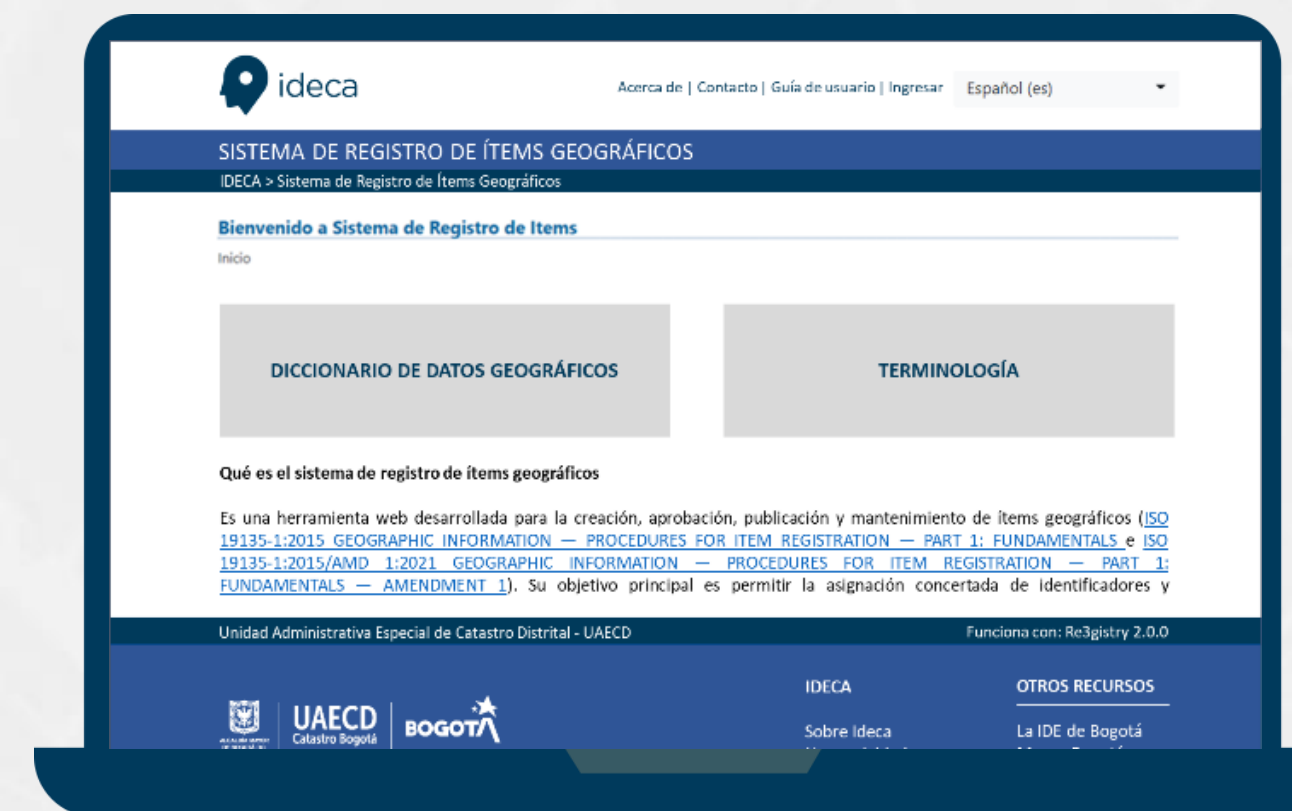 ideca
Acerca de | Contacto | Guía de usuario | Ingresar
Español (es)
SISTEMA DE REGISTRO DE ÍTEMS GEOGRÁFICOS
IDECA > Sistema de Registro de Ítems Geográficos
Bienvenido a Sistema de Registro de Items
Inicio
DICCIONARIO DE DATOS GEOGRÁFICOS
TERMINOLOGÍA
Qué es el sistema de registro de ítems geográficos
Es una herramienta web desarrollada para la creación, aprobación, publicación y mantenimiento de ítems geográficos (ISO
19135-1:2015 GEOGRAPHIC INFORMATION — PROCEDURES FOR ITEM REGISTRATION — PART 1: FUNDAMENTALS e ISO
19135-1:2015/AMD 1:2021 GEOGRAPHIC INFORMATION — PROCEDURES FOR ITEM REGISTRATION — PART 1:
FUNDAMENTALS — AMENDMENT 1). Su objetivo principal es permitir la asignación concertada de identificadores y
Unidad Administrativa Especial de Catastro Distrital - UAECD
Funciona con: Re3gistry 2.0.0
IDECA
OTROS RECURSOS
UAECD
Catastro Bogotá
BOGOTÁ
Sobre Ideca
La IDE de Bogotá